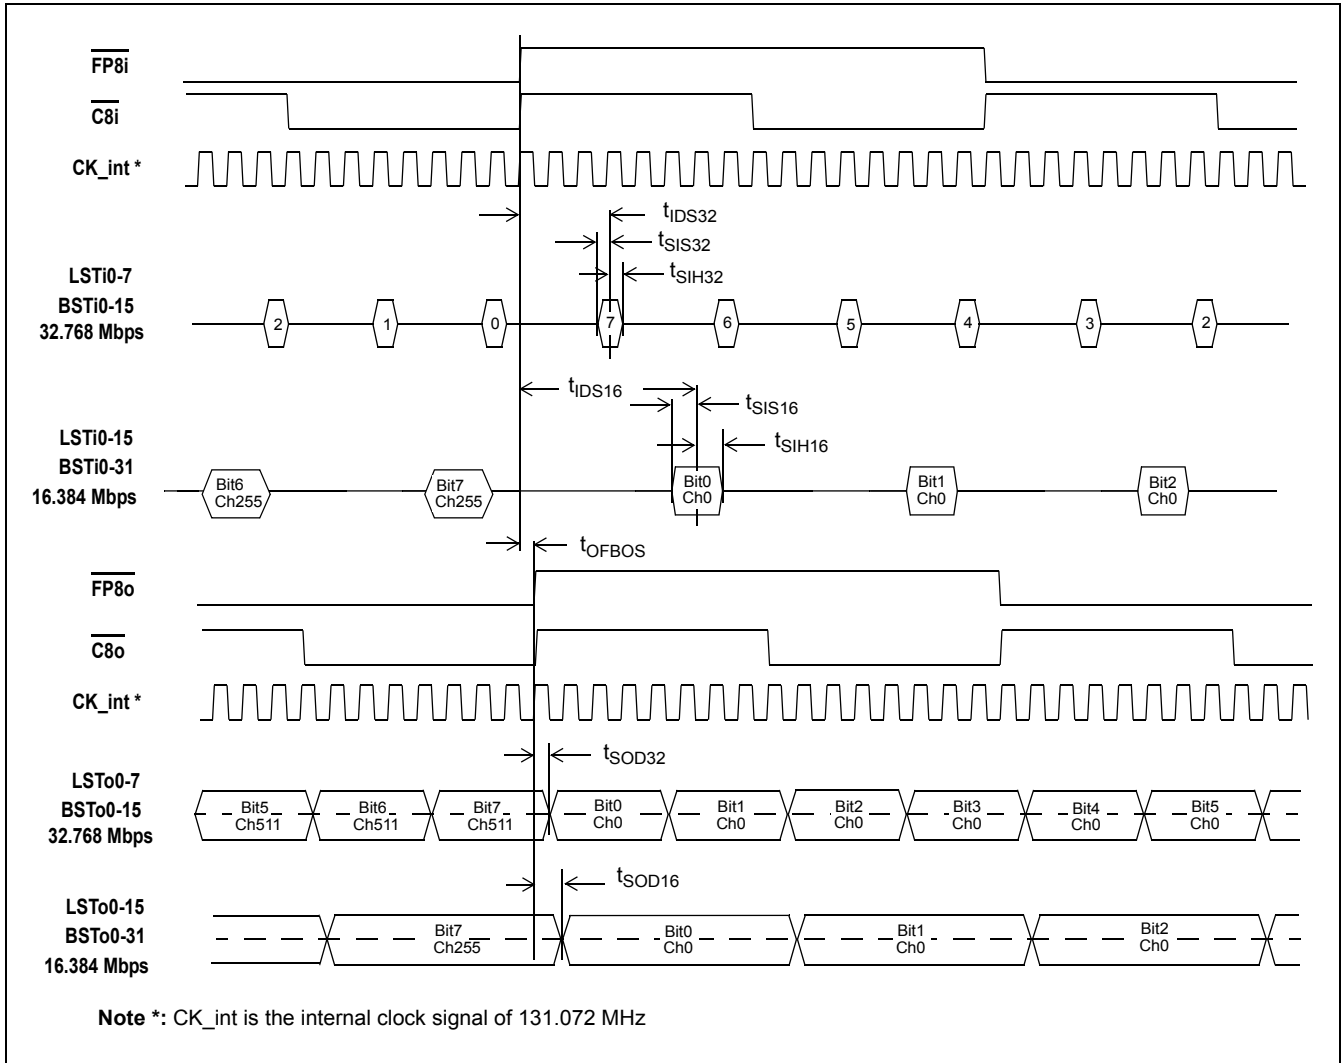 FP8i
C8i
CK_int *
tIDS32
tSIS32
tSIH32
LSTi0-7
BSTi0-15
32.768 Mbps
2 1 0 7 6 5 4 3 2
tIDS16
tSIS16
tSIH16
LSTi0-15
BSTi0-31
16.384 Mbps
Bit6 Bit7 Bit0 Bit1 Bit2
Ch255 Ch255 Ch0 Ch0 Ch0
tOFBOS
FP8o
C8o
CK_int *
tSOD32
LSTo0-7
BSTo0-15
32.768 Mbps
Bit5 Bit6 Bit7 Bit0 Bit1 Bit2 Bit3 Bit4 Bit5
Ch511 Ch511 Ch511 Ch0 Ch0 Ch0 Ch0 Ch0 Ch0
tSOD16
LSTo0-15
BSTo0-31
16.384 Mbps
Bit7 Bit0 Bit1 Bit2
Ch255 Ch0 Ch0 Ch0
Note *: CK_int is the internal clock signal of 131.072 MHz